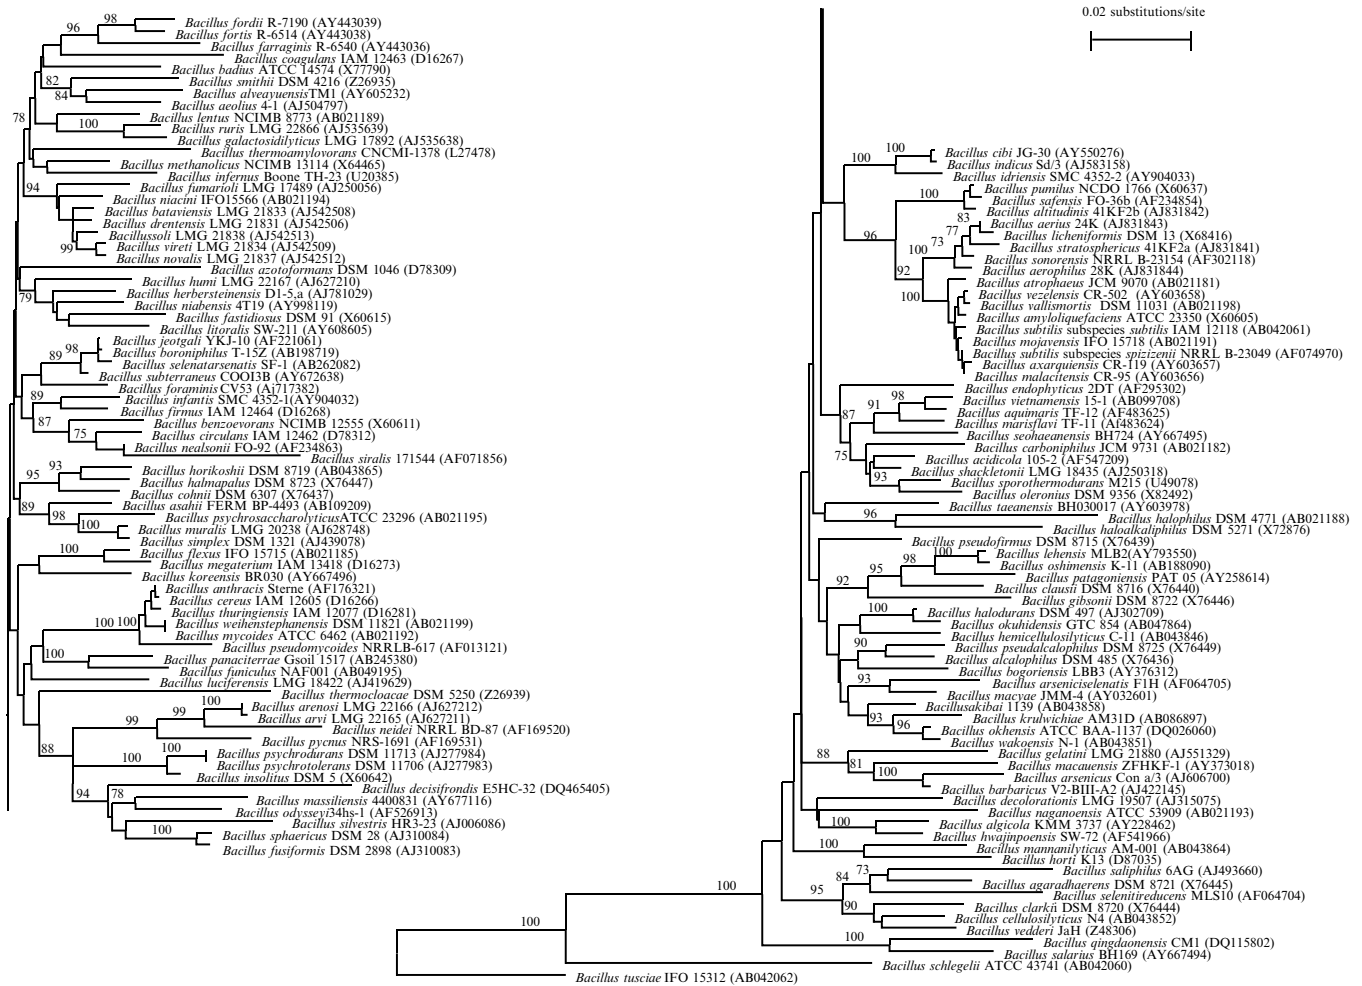 98
96
Bacillus fordii R-7190 (AY443039)
Bacillus fortis R-6514 (AY443038)
Bacillus farraginis R-6540 (AY443036)
Bacillus coagulans IAM 12463 (D16267)
Bacillus badius ATCC 14574 (X77790)
82
Bacillus smithii DSM 4216 (Z26935)
84
Bacillus alveayuensisTM1 (AY605232)
Bacillus aeolius 4-1 (AJ504797)
78
Bacillus lentus NCIMB 8773 (AB021189)
100
Bacillus ruris LMG 22866 (AJ535639)
Bacillus galactosidilyticus LMG 17892 (AJ535638)
Bacillus thermoamylovorans CNCMI-1378 (L27478)
Bacillus methanolicus NCIMB 13114 (X64465)
Bacillus infernus Boone TH-23 (U20385)
94
Bacillus fumarioli LMG 17489 (AJ250056)
Bacillus niacini IFO15566 (AB021194)
Bacillus bataviensis LMG 21833 (AJ542508)
Bacillus drentensis LMG 21831 (AJ542506)
Bacillussoli LMG 21838 (AJ542513)
99
Bacillus vireti LMG 21834 (AJ542509)
Bacillus novalis LMG 21837 (AJ542512)
Bacillus azotoformans DSM 1046 (D78309)
Bacillus humi LMG 22167 (AJ627210)
79
Bacillus herbersteinensis D1-5,a (AJ781029)
Bacillus niabensis 4T19 (AY998119)
Bacillus fastidiosus DSM 91 (X60615)
Bacillus litoralis SW-211 (AY608605)
Bacillus jeotgali YKJ-10 (AF221061)
89 98
Bacillus boroniphilus T-15Z (AB198719)
Bacillus selenatarsenatis SF-1 (AB262082)
Bacillus subterraneus COOI3B (AY672638)
Bacillus foraminis CV53 (Aj717382)
89
Bacillus infantis SMC 4352-1(AY904032)
Bacillus firmus IAM 12464 (D16268)
87
Bacillus benzoevorans NCIMB 12555 (X60611)
75
Bacillus circulans IAM 12462 (D78312)
Bacillus nealsonii FO-92 (AF234863)
Bacillus siralis 171544 (AF071856)
95 93
Bacillus horikoshii DSM 8719 (AB043865)
Bacillus halmapalus DSM 8723 (X76447)
Bacillus cohnii DSM 6307 (X76437)
89
Bacillus asahii FERM BP-4493 (AB109209)
98
Bacillus psychrosaccharolyticusATCC 23296 (AB021195)
100
Bacillus muralis LMG 20238 (AJ628748)
Bacillus simplex DSM 1321 (AJ439078)
100
Bacillus flexus IFO 15715 (AB021185)
Bacillus megaterium IAM 13418 (D16273)
Bacillus koreensis BR030 (AY667496)
Bacillus anthracis Sterne (AF176321)
Bacillus cereus IAM 12605 (D16266)
Bacillus thuringiensis IAM 12077 (D16281)
100 100
Bacillus weihenstephanensis DSM 11821 (AB021199)
Bacillus mycoides ATCC 6462 (AB021192)
Bacillus pseudomycoides NRRLB-617 (AF013121)
100
Bacillus panaciterrae Gsoil 1517 (AB245380)
Bacillus funiculus NAF001 (AB049195)
Bacillus luciferensis LMG 18422 (AJ419629)
Bacillus thermocloacae DSM 5250 (Z26939)
99 99
Bacillus arenosi LMG 22166 (AJ627212)
Bacillus arvi LMG 22165 (AJ627211)
Bacillus neidei NRRL BD-87 (AF169520)
88
Bacillus pycnus NRS-1691 (AF169531)
100 100
Bacillus psychrodurans DSM 11713 (AJ277984)
Bacillus psychrotolerans DSM 11706 (AJ277983)
Bacillus insolitus DSM 5 (X60642)
94 78
Bacillus decisifrondis E5HC-32 (DQ465405)
Bacillus massiliensis 4400831 (AY677116)
Bacillus odysseyi34hs-1 (AF526913)
Bacillus silvestris HR3-23 (AJ006086)
100
Bacillus sphaericus DSM 28 (AJ310084)
Bacillus fusiformis DSM 2898 (AJ310083)
0.02 substitutions/site
100 100
Bacillus cibi JG-30 (AY550276)
Bacillus indicus Sd/3 (AJ583158)
Bacillus idriensis SMC 4352-2 (AY904033)
100
Bacillus pumilus NCDO 1766 (X60637)
Bacillus safensis FO-36b (AF234854)
Bacillus altitudinis 41KF2b (AJ831842)
83
Bacillus aerius 24K (AJ831843)
96 77
Bacillus licheniformis DSM 13 (X68416)
73
Bacillus stratosphericus 41KF2a (AJ831841)
100
Bacillus sonorensis NRRL B-23154 (AF302118)
92
Bacillus aerophilus 28K (AJ831844)
Bacillus atrophaeus JCM 9070 (AB021181)
100
Bacillus vezelensis CR-502 (AY603658)
Bacillus vallismortis DSM 11031 (AB021198)
Bacillus amyloliquefaciens ATCC 23350 (X60605)
Bacillus subtilis subspecies subtilis IAM 12118 (AB042061)
Bacillus mojavensis IFO 15718 (AB021191)
Bacillus subtilis subspecies spizizenii NRRL B-23049 (AF074970)
Bacillus axarquiensis CR-119 (AY603657)
Bacillus malacitensis CR-95 (AY603656)
Bacillus endophyticus 2DT (AF295302)
98
Bacillus vietnamensis 15-1 (AB099708)
87 91
Bacillus aquimaris TF-12 (AF483625)
Bacillus marisflavi TF-11 (Af483624)
Bacillus seohaeanensis BH724 (AY667495)
Bacillus carboniphilus JCM 9731 (AB021182)
75
Bacillus acidicola 105-2 (AF547209)
Bacillus shackletonii LMG 18435 (AJ250318)
93
Bacillus sporothermodurans M215 (U49078)
Bacillus oleronius DSM 9356 (X82492)
Bacillus taeanensis BH030017 (AY603978)
96
Bacillus halophilus DSM 4771 (AB021188)
Bacillus haloalkaliphilus DSM 5271 (X72876)
Bacillus pseudofirmus DSM 8715 (X76439)
100
Bacillus lehensis MLB2(AY793550)
98
Bacillus oshimensis K-11 (AB188090)
95
Bacillus patagoniensis PAT 05 (AY258614)
92
Bacillus clausii DSM 8716 (X76440)
Bacillus gibsonii DSM 8722 (X76446)
100
Bacillus halodurans DSM 497 (AJ302709)
Bacillus okuhidensis GTC 854 (AB047864)
Bacillus hemicellulosilyticus C-11 (AB043846)
90
Bacillus pseudalcalophilus DSM 8725 (X76449)
Bacillus alcalophilus DSM 485 (X76436)
Bacillus bogoriensis LBB3 (AY376312)
93
Bacillus arseniciselenatis F1H (AF064705)
Bacillus macyae JMM-4 (AY032601)
Bacillusakibai 1139 (AB043858)
93
Bacillus krulwichiae AM31D (AB086897)
96
Bacillus okhensis ATCC BAA-1137 (DQ026060)
Bacillus wakoensis N-1 (AB043851)
88
Bacillus gelatini LMG 21880 (AJ551329)
81
Bacillus macauensis ZFHKF-1 (AY373018)
100
Bacillus arsenicus Con a/3 (AJ606700)
Bacillus barbaricus V2-BIII-A2 (AJ422145)
Bacillus decolorationis LMG 19507 (AJ315075)
Bacillus naganoensis ATCC 53909 (AB021193)
100
Bacillus algicola KMM 3737 (AY228462)
Bacillus hwajinpoensis SW-72 (AF541966)
100
Bacillus mannanilyticus AM-001 (AB043864)
Bacillus horti K13 (D87035)
73
Bacillus saliphilus 6AG (AJ493660)
84
Bacillus agaradhaerens DSM 8721 (X76445)
100 95
Bacillus selenitireducens MLS10 (AF064704)
90
Bacillus clarkii DSM 8720 (X76444)
Bacillus cellulosilyticus N4 (AB043852)
100
Bacillus vedderi JaH (Z48306)
100
Bacillus qingdaonensis CM1 (DQ115802)
Bacillus salarius BH169 (AY667494)
Bacillus schlegelii ATCC 43741 (AB042060)
Bacillus tusciae IFO 15312 (AB042062)